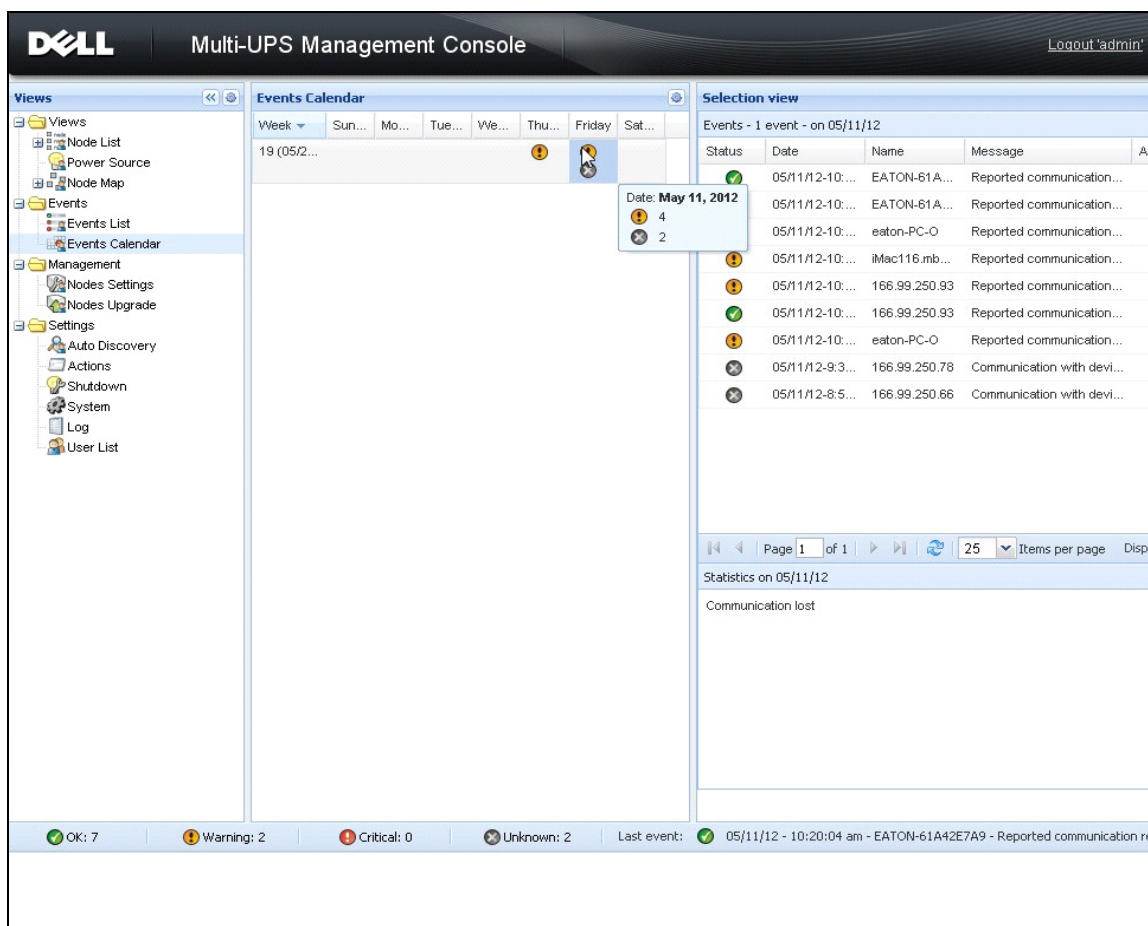 DELL Multi-UPS Management Console Logout 'admin'
Views
Views
Node List
Power Source
Node Map
Events
Events List
Events Calendar
Management
Nodes Settings
Nodes Upgrade
Settings
Auto Discovery
Actions
Shutdown
System
Log
User List
Events Calendar
Week Sun... Mo... Tue... We... Thu... Friday Sat...
19 (05/2...
Date: May 11, 2012
4
2
Selection view
Events - 1 event - on 05/11/12
Status Date Name Message A
05/11/12-10:... EATON-61A... Reported communication...
05/11/12-10:... EATON-61A... Reported communication...
05/11/12-10:... eaton-PC-O Reported communication...
05/11/12-10:... iMac116.mb... Reported communication...
05/11/12-10:... 166.99.250.93 Reported communication...
05/11/12-10:... 166.99.250.93 Reported communication...
05/11/12-10:... eaton-PC-O Reported communication...
05/11/12-9:3... 166.99.250.78 Communication with devi...
05/11/12-8:5... 166.99.250.66 Communication with devi...
Page 1 of 1 25 Items per page Disp
Statistics on 05/11/12
Communication lost
OK: 7 Warning: 2 Critical: 0 Unknown: 2 Last event: 05/11/12 - 10:20:04 am - EATON-61A42E7A9 - Reported communication re